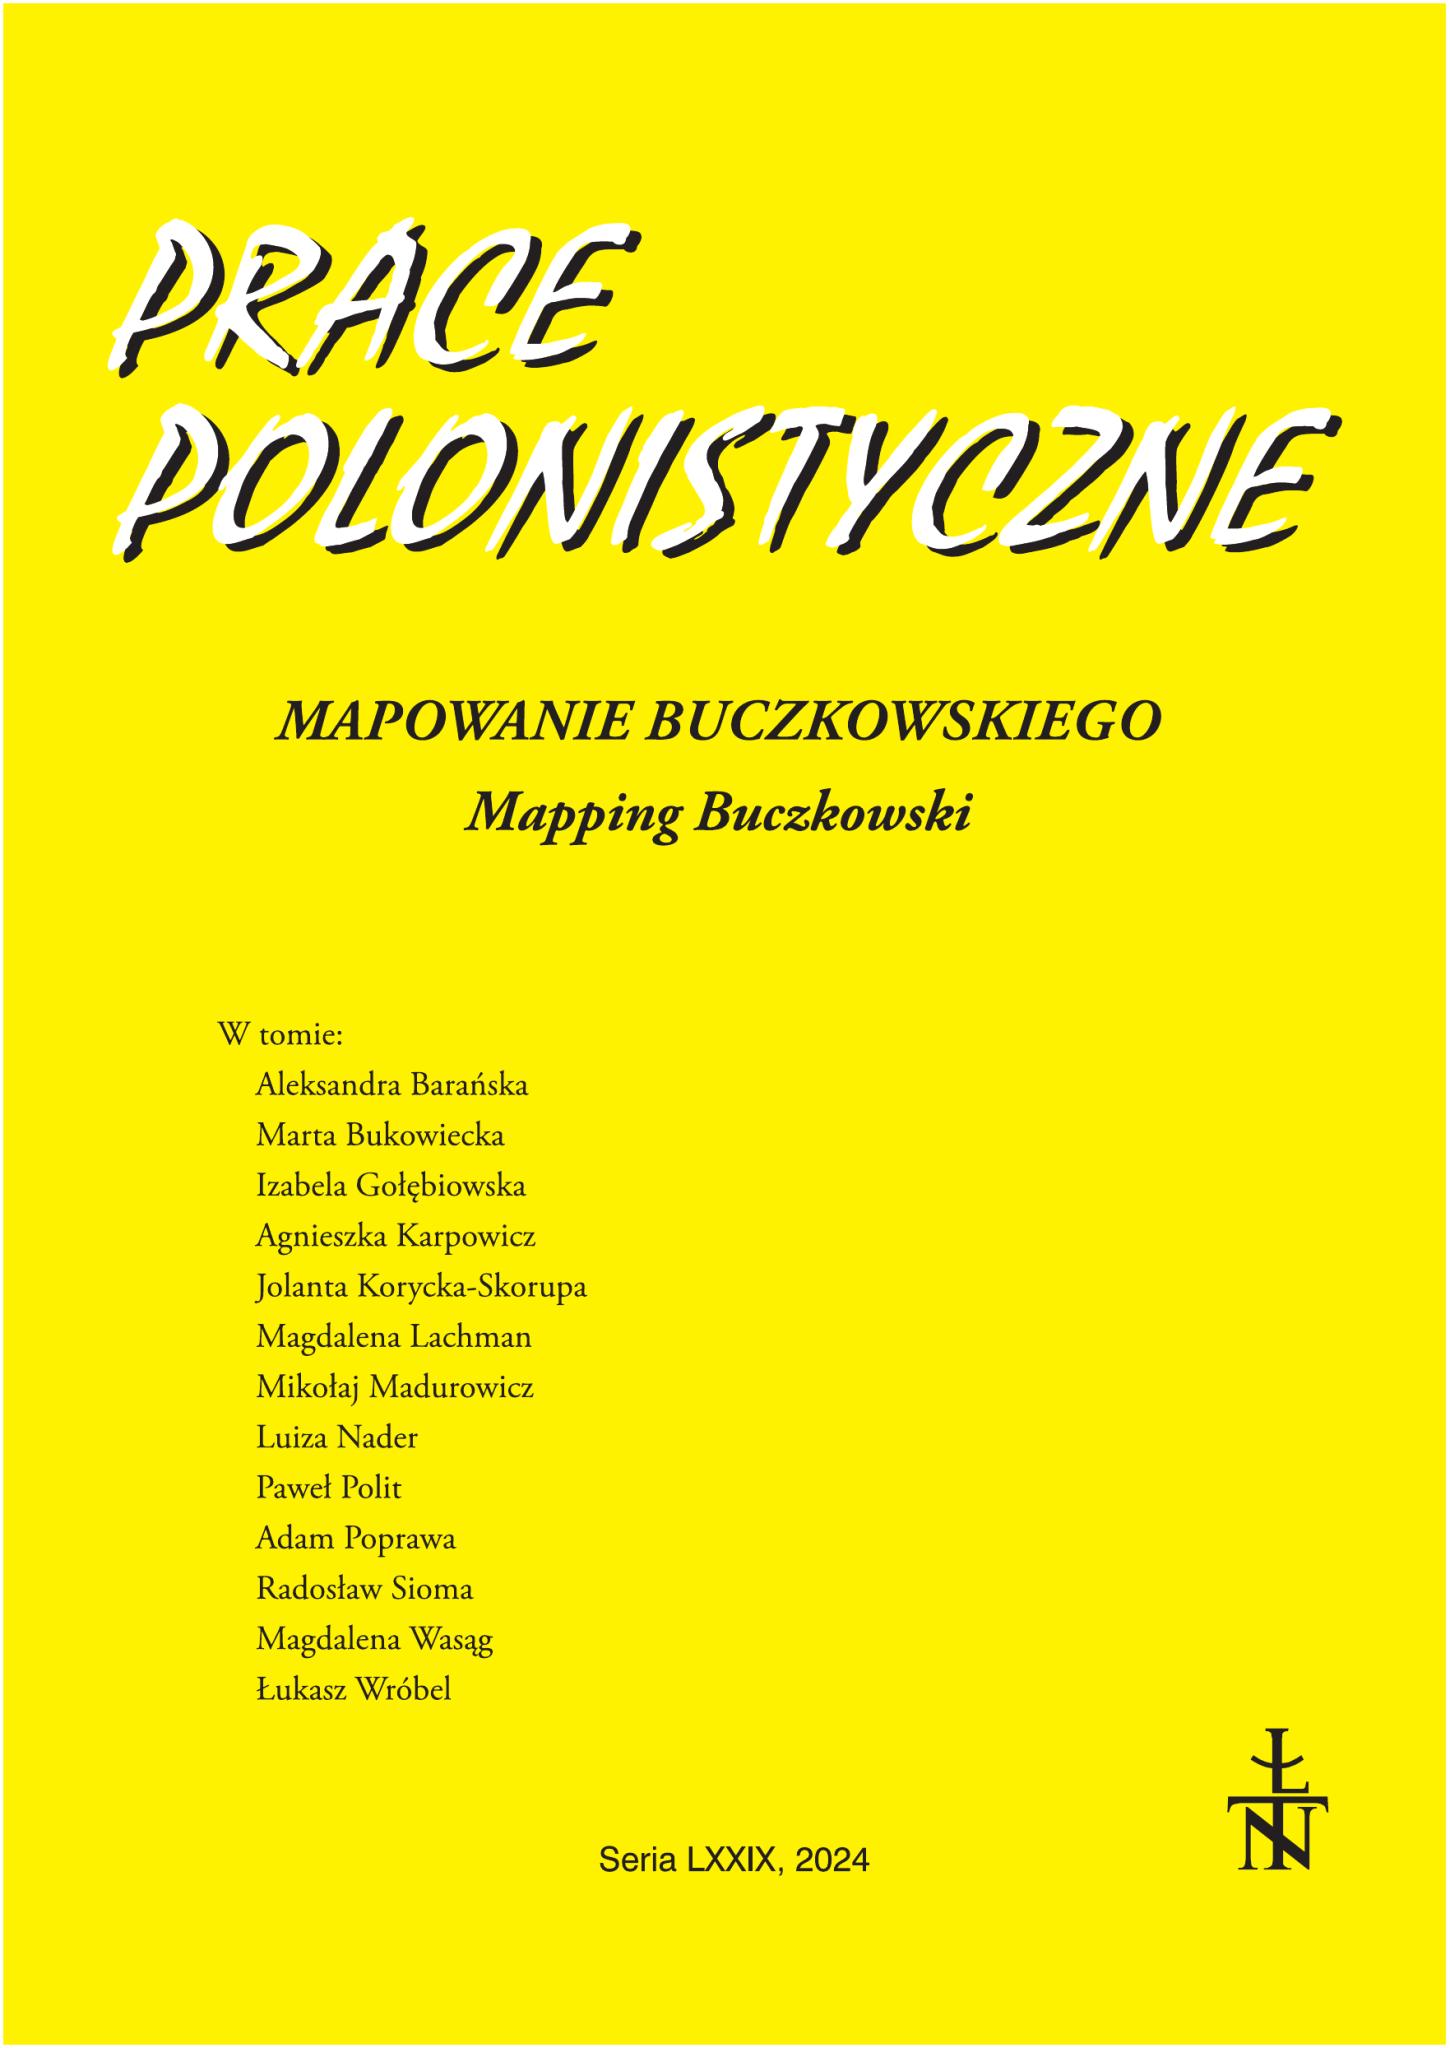 PRACE
POLONISTYCZNE
MAPOWANIE BUCZKOWSKIEGO
Mapping Buczkowski
W tomie:
Aleksandra Barańska
Marta Bukowiecka
Izabela Gołębiowska
Agnieszka Karpowicz
Jolanta Korycka-Skorupa
Magdalena Lachman
Mikołaj Madurowicz
Luiza Nader
Paweł Polit
Adam Poprawa
Radosław Sioma
Magdalena Wasąg
Łukasz Wróbel
ŁTN
Seria LXXIX, 2024